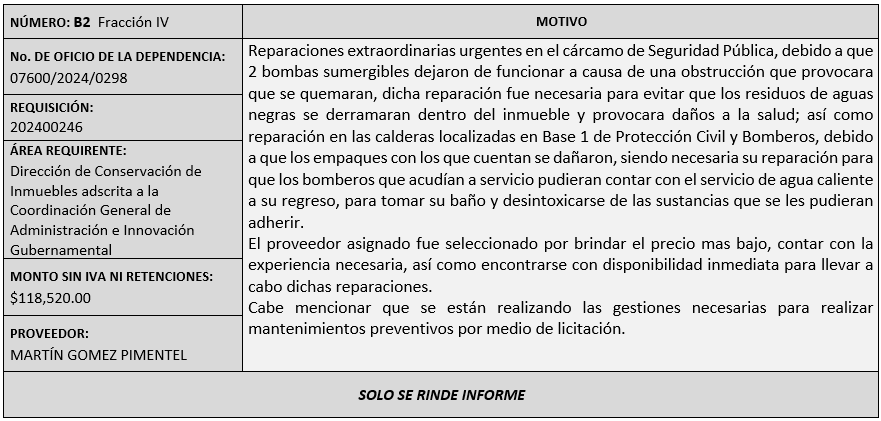 NÚMERO: B2 Fracción IV
No. DE OFICIO DE LA DEPENDENCIA:
07600/2024/0298
REQUISICIÓN:
202400246
ÁREA REQUIRENTE:
Dirección de Conservación de
Inmuebles adscrita a la
Coordinación General de
Administración e Innovación
Gubernamental
MONTO SIN IVA NI RETENCIONES:
$118,520.00
PROVEEDOR:
MARTÍN GOMEZ PIMENTEL
MOTIVO
Reparaciones extraordinarias urgentes en el cárcamo de Seguridad Pública, debido a que
2 bombas sumergibles dejaron de funcionar a causa de una obstrucción que provocara
que se quemaran, dicha reparación fue necesaria para evitar que los residuos de aguas
negras se derramaran dentro del inmueble y provocara daños a la salud; así como
reparación en las calderas localizadas en Base 1 de Protección Civil y Bomberos, debido
a que los empaques con los que cuentan se dañaron, siendo necesaria su reparación para
que los bomberos que acudían a servicio pudieran contar con el servicio de agua caliente
a su regreso, para tomar su baño y desintoxicarse de las sustancias que se les pudieran
adherir.
El proveedor asignado fue seleccionado por brindar el precio mas bajo, contar con la
experiencia necesaria, así como encontrarse con disponibilidad inmediata para llevar a
cabo dichas reparaciones.
Cabe mencionar que se están realizando las gestiones necesarias para realizar
mantenimientos preventivos por medio de licitación.
SOLO SE RINDE INFORME